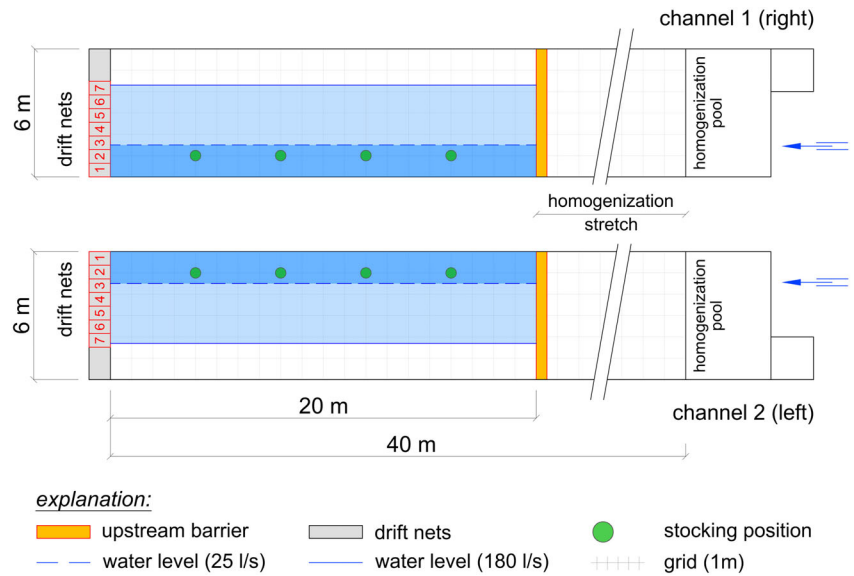 channel 1 (right)
6 m
drift nets
1 2 3 4 5 6 7
homogenization
pool
homogenization
stretch
6 m
drift nets
7 6 5 4 3 2 1
homogenization
pool
20 m
channel 2 (left)
40 m
explanation:
upstream barrier
drift nets
stocking position
water level (25 l/s)
water level (180 l/s)
grid (1m)